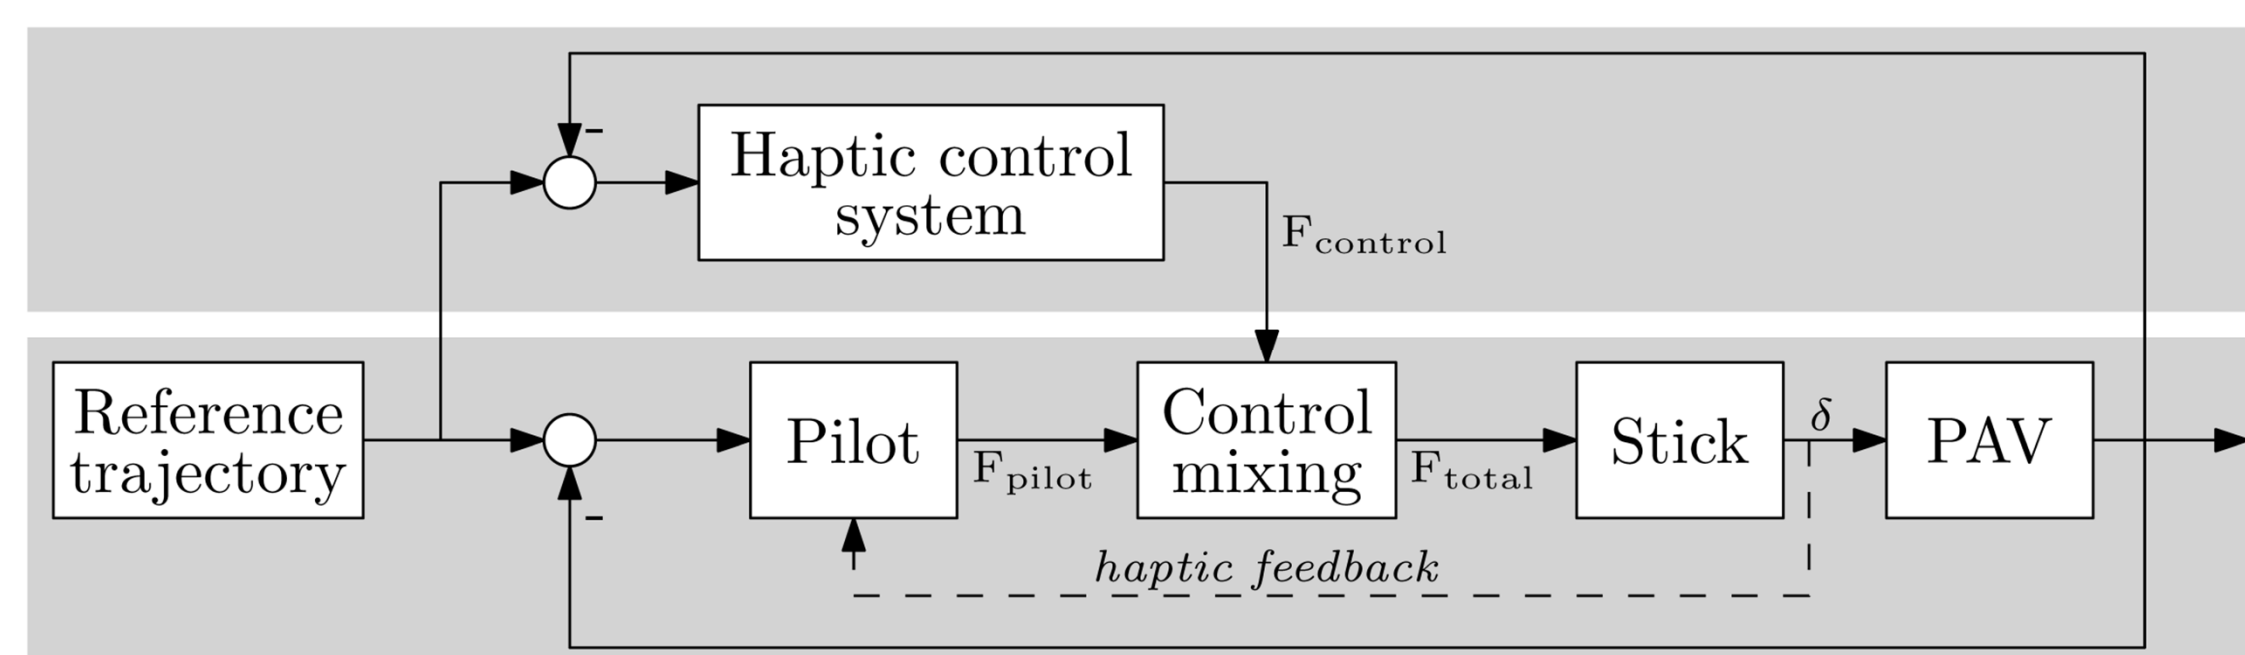 -
Haptic control
system
F_control
Reference
trajectory
-
Pilot
F_pilot
Control
mixing
F_total
Stick
δ
PAV
haptic feedback